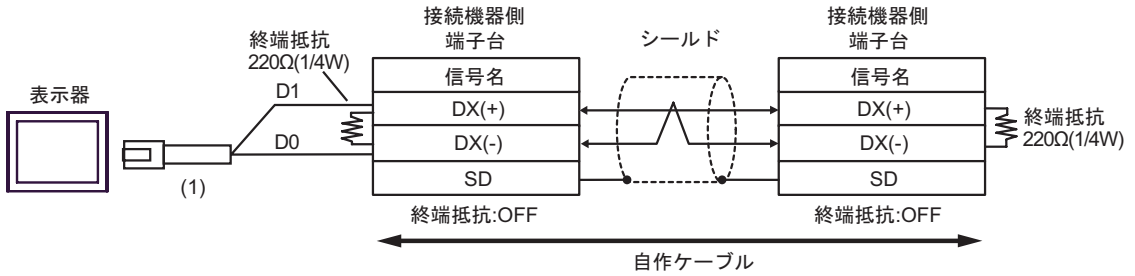 表示器
(1)
D1
D0
終端抵抗
220Ω(1/4W)
接続機器側
端子台
信号名
DX(+)
DX(-)
SD
終端抵抗:OFF
シールド
接続機器側
端子台
信号名
DX(+)
DX(-)
SD
終端抵抗:OFF
終端抵抗
220Ω(1/4W)
自作ケーブル